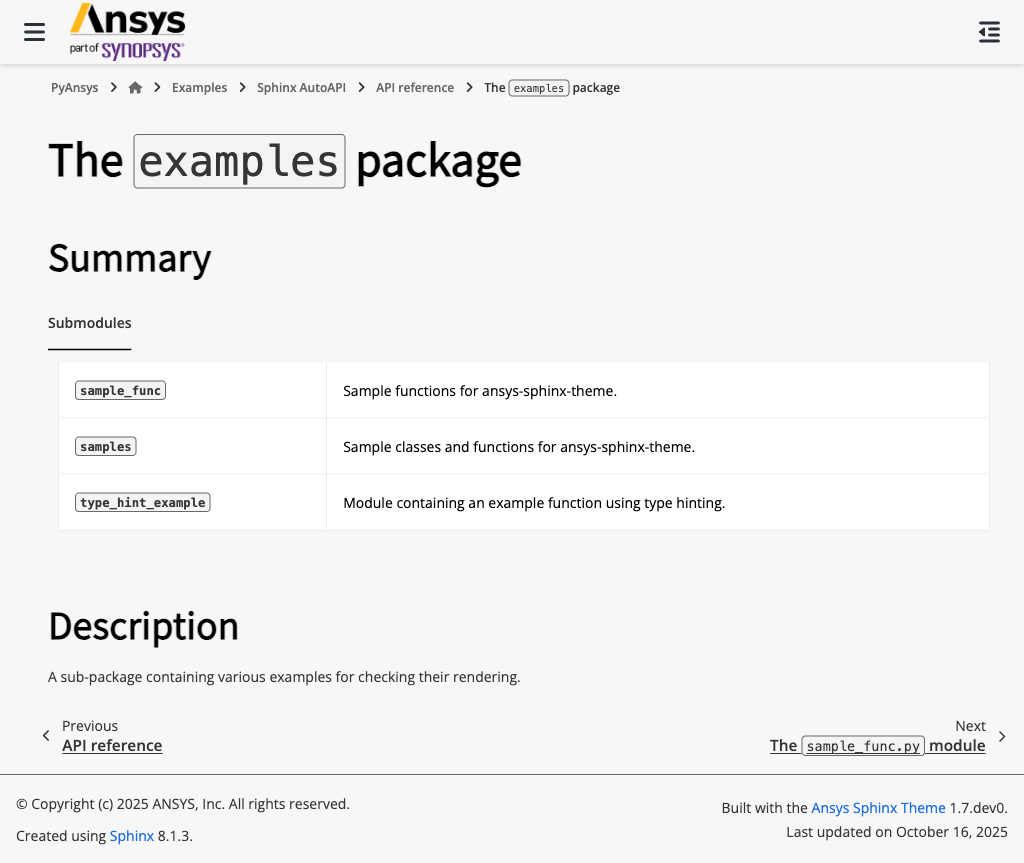 Ansys
part of SYNOPSYS®
PyAnsys Examples Sphinx AutoAPI API reference The examples package
The examples package
Summary
Submodules
sample_func Sample functions for ansys-sphinx-theme.
samples Sample classes and functions for ansys-sphinx-theme.
type_hint_example Module containing an example function using type hinting.
Description
A sub-package containing various examples for checking their rendering.
Previous
API reference
Next
The sample_func.py module
© Copyright (c) 2025 ANSYS, Inc. All rights reserved.
Created using Sphinx 8.1.3.
Built with the Ansys Sphinx Theme 1.7.dev0.
Last updated on October 16, 2025